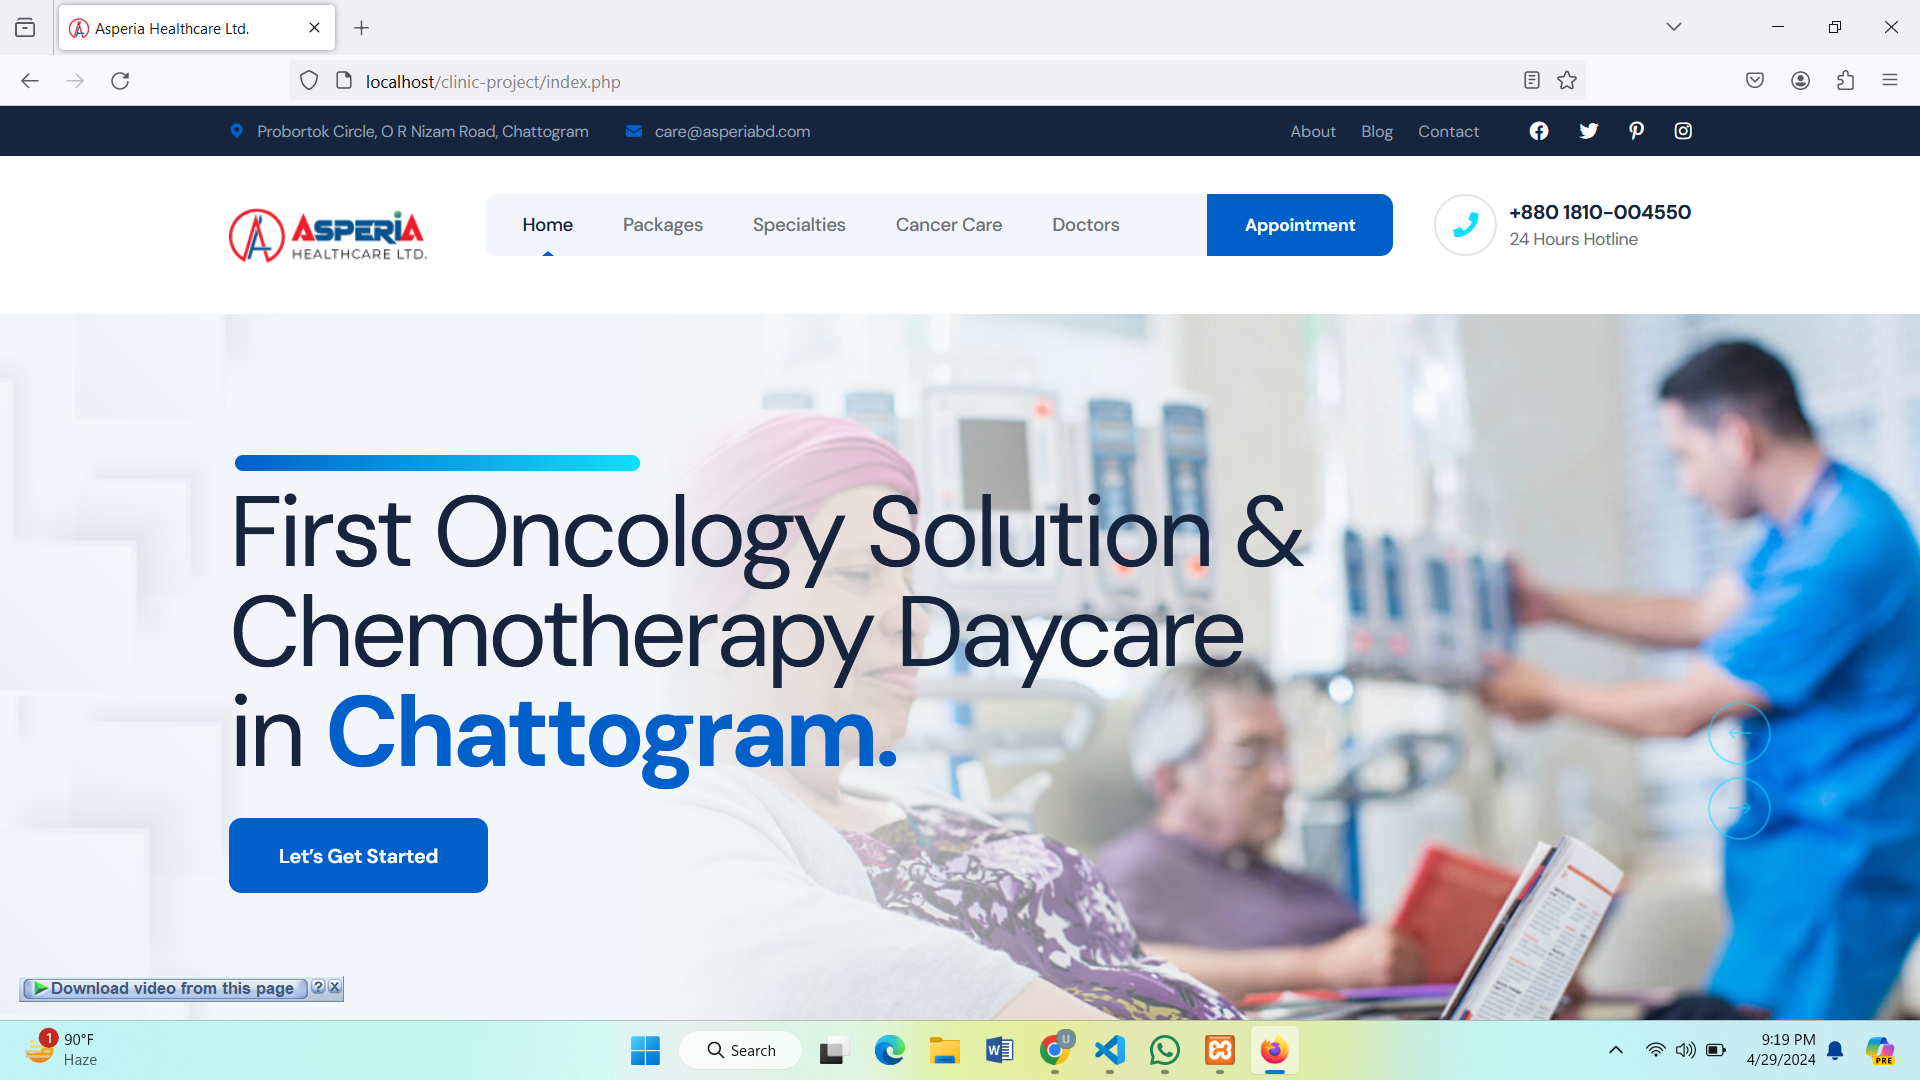 Asperia Healthcare Ltd.
localhost/clinic-project/index.php
Probortok Circle, O R Nizam Road, Chattogram
care@asperiabd.com
About
Blog
Contact
ASPERIA
HEALTHCARE LTD.
Home
Packages
Specialties
Cancer Care
Doctors
Appointment
+880 1810-004550
24 Hours Hotline
First Oncology Solution &
Chemotherapy Daycare
in Chattogram.
Let's Get Started
Download video from this page
?
X
1
90°F
Haze
Search
W
U
PRE
9:19 PM
4/29/2024